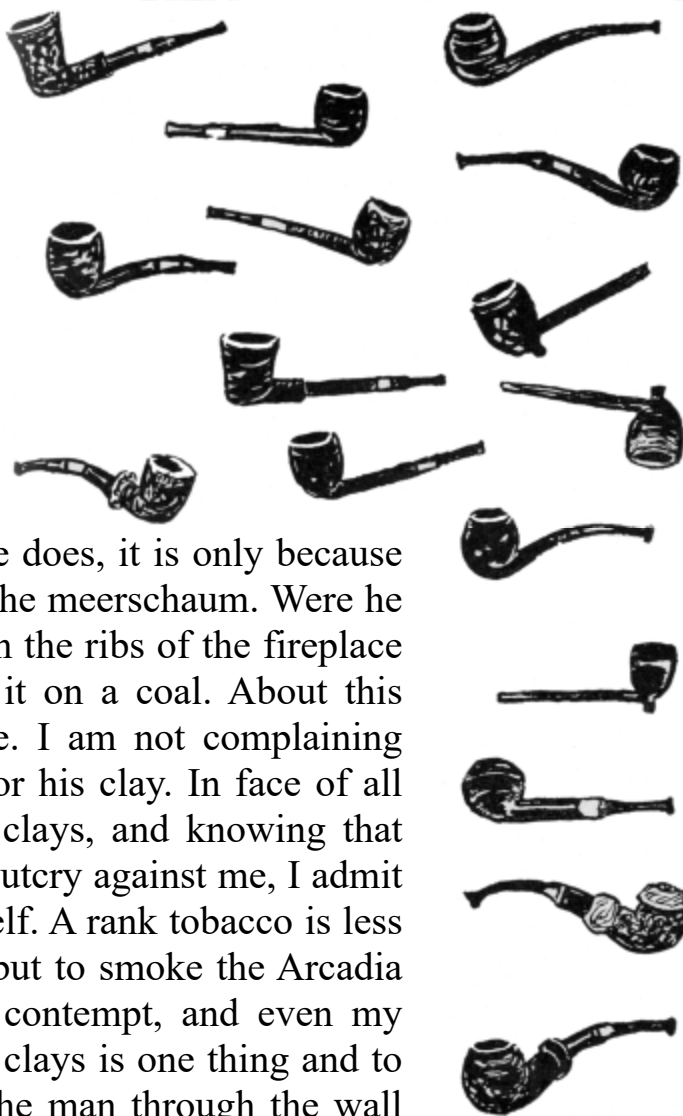 e does, it is only because
he meerschaum. Were he
n the ribs of the fireplace
it on a coal. About this
e. I am not complaining
or his clay. In face of all
clays, and knowing that
utcry against me, I admit
elf. A rank tobacco is less
but to smoke the Arcadia
contempt, and even my
clays is one thing and to
he man through the wall